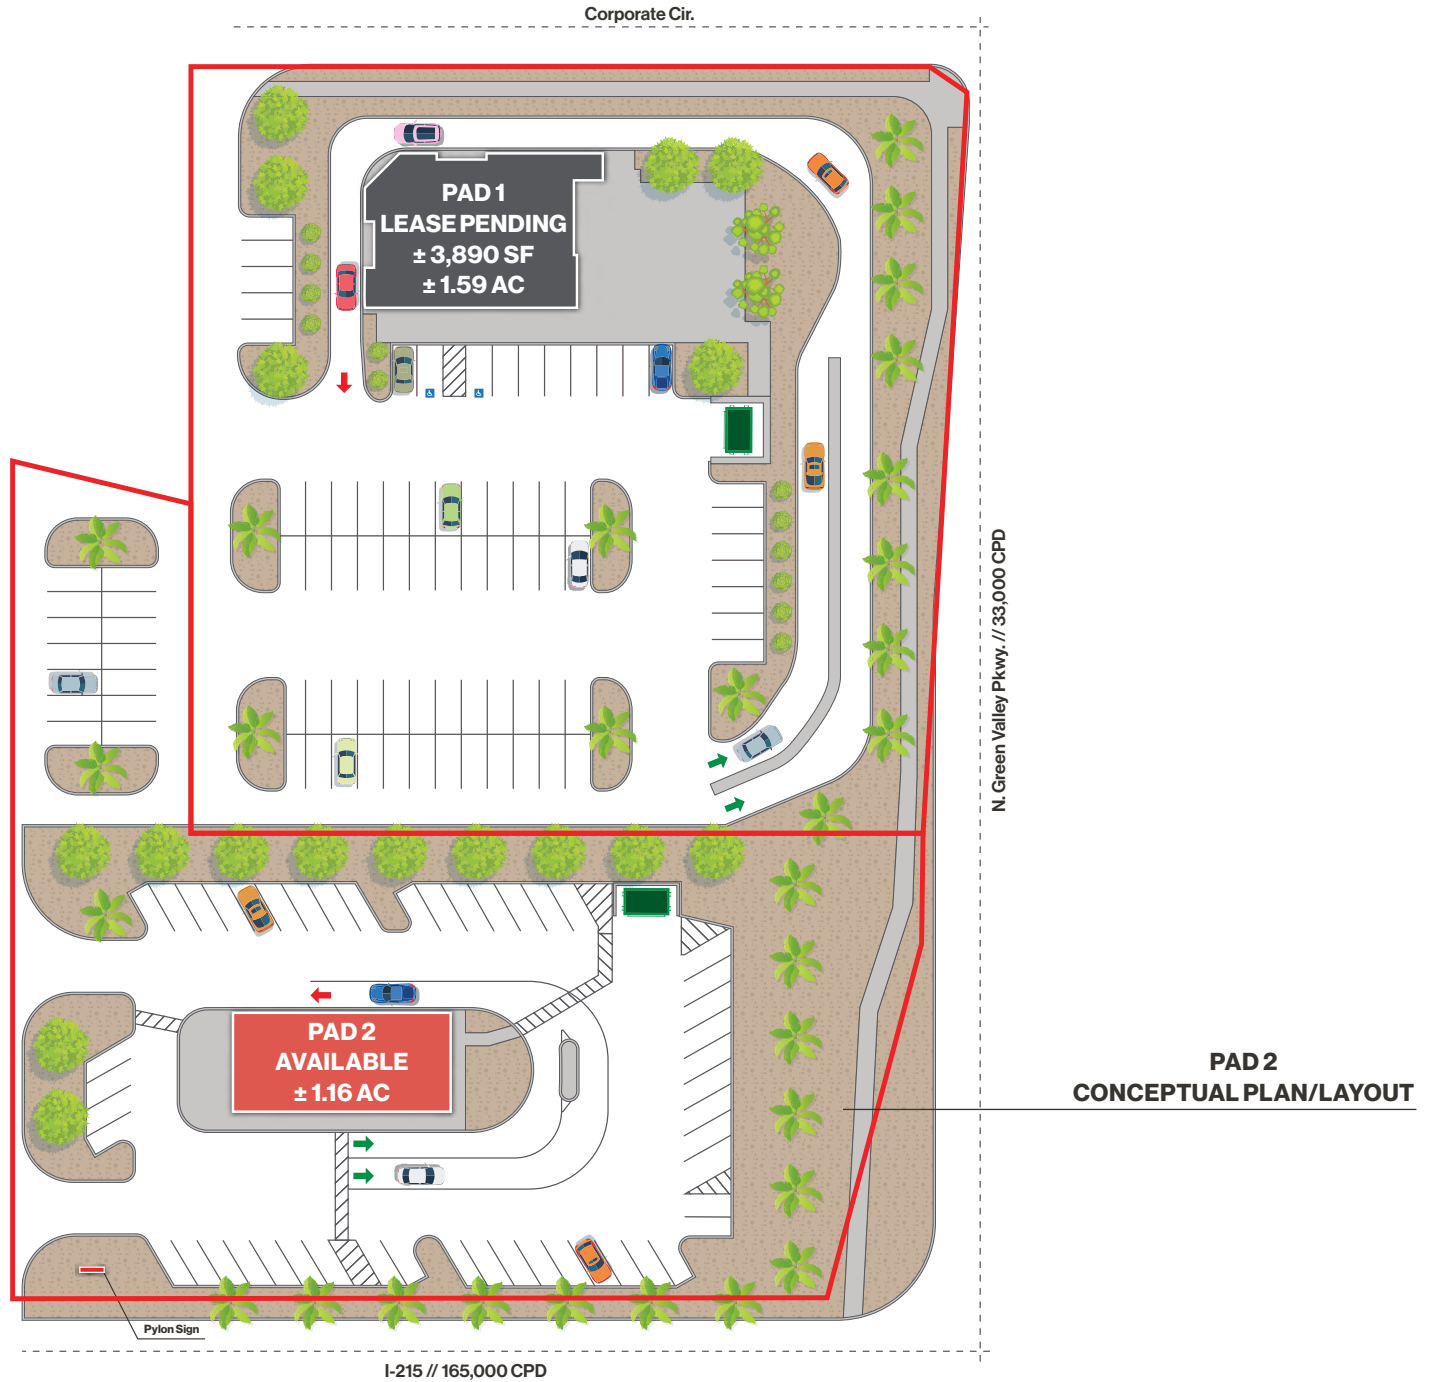 Corporate Cir.
PAD 1
LEASE PENDING
± 3,890 SF
± 1.59 AC
N. Green Valley Pkwy. // 33,000 CPD
PAD 2
AVAILABLE
± 1.16 AC
PAD 2
CONCEPTUAL PLAN/LAYOUT
Pylon Sign
I-215 // 165,000 CPD